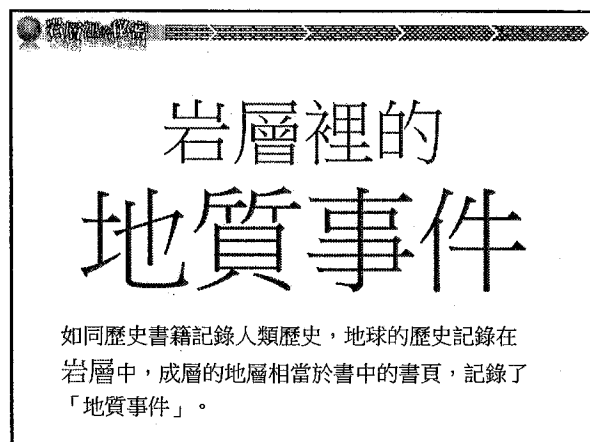 岩層裡的
地質事件
如同歷史書籍記錄人類歷史，地球的歷史記錄在
岩層中，成層的地層相當於書中的書頁，記錄了
「地質事件」。